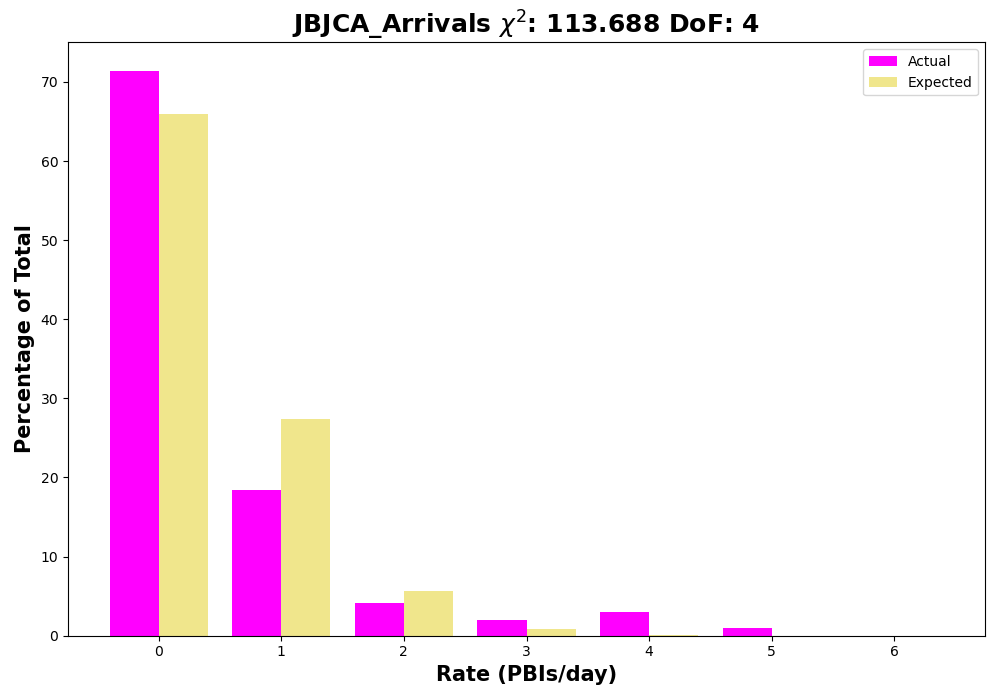 JBJCA_Arrivals χ²: 113.688 DoF: 4
Actual
Expected
Percentage of Total
70
60
50
40
30
20
10
0
0 1 2 3 4 5 6
Rate (PBIs/day)